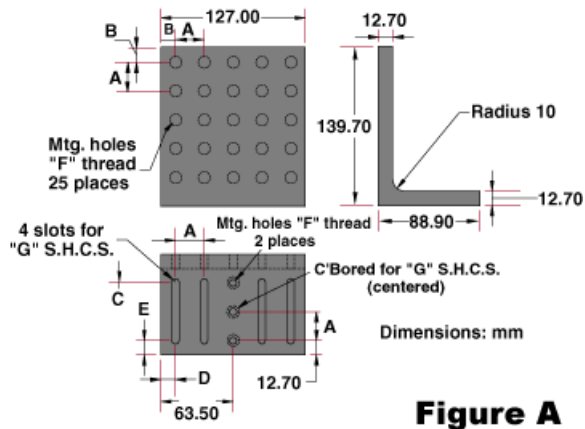 127.00
12.70
B
B
A
A
139.70
Radius 10
Mtg. holes
"F" thread
25 places
12.70
88.90
4 slots for
"G" S.H.C.S.
A
Mtg. holes "F" thread
2 places
C'Bored for "G" S.H.C.S.
(centered)
C
E
A
Dimensions: mm
D
12.70
63.50
Figure A